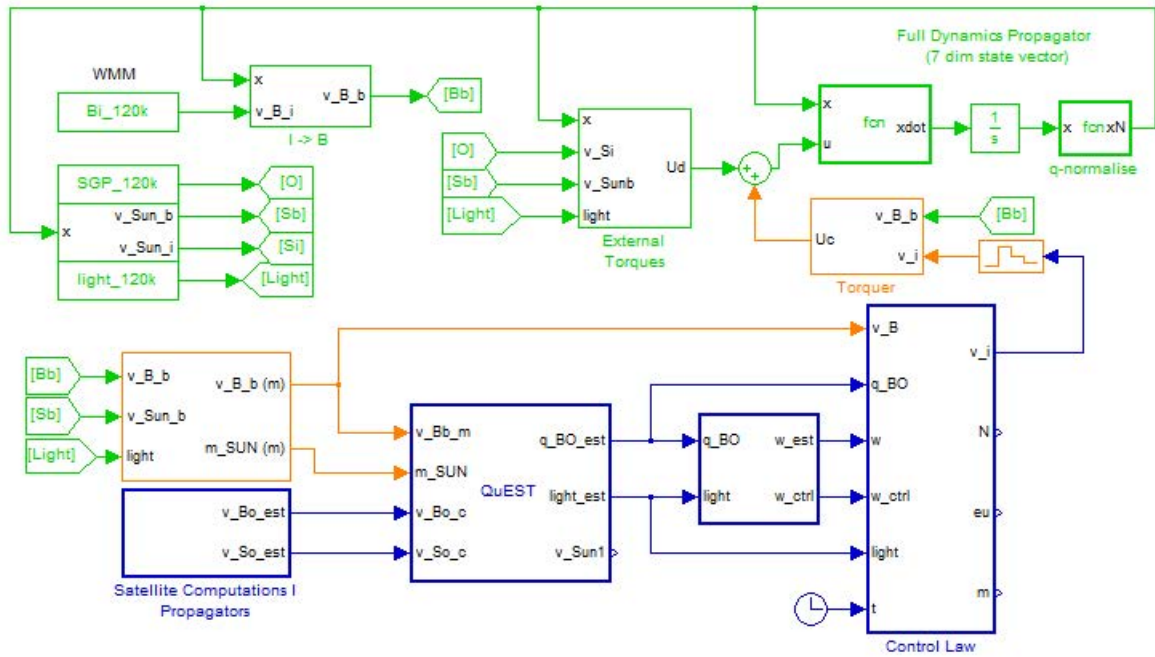 Full Dynamics Propagator
(7 dim state vector)
WMM
Bi_120k
x
v_B_i
v_B_b
I -> B
[Bb]
SGP_120k
x
v_Sun_b
v_Sun_i
light_120k
[O]
[Sb]
[Si]
[Light]
[O]
[Sb]
[Light]
x
v_Si
v_Sunb
light
Ud
External
Torques
+
+
x
u
fcn
xdot
1
s
x
fcn
xN
q-normalise
v_B_b
v_i
Uc
Torquer
[Bb]
[Bb]
[Sb]
[Light]
v_B_b
v_Sun_b
light
v_B_b (m)
m_SUN (m)
v_Bo_est
v_So_est
Satellite Computations I
Propagators
v_Bb_m
m_SUN
v_Bo_c
v_So_c
QuEST
q_BO_est
light_est
v_Sun1
q_BO
light
w_est
w_ctrl
v_B
q_BO
w
w_ctrl
light
t
v_i
N
eu
m
Control Law